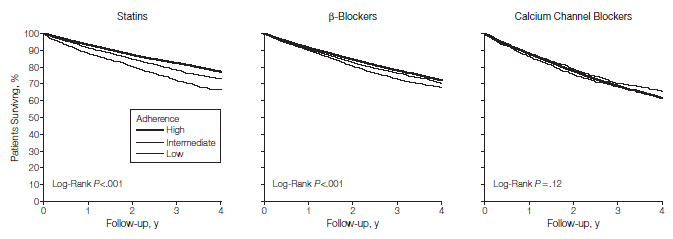 Statins
β-Blockers
Calcium Channel Blockers
Patients Surviving, %
100
90
80
70
60
50
40
30
20
10
0
Adherence
High
Intermediate
Low
Log-Rank P<.001
Log-Rank P<.001
Log-Rank P=.12
0 1 2 3 4
0 1 2 3 4
0 1 2 3 4
Follow-up, y
Follow-up, y
Follow-up, y